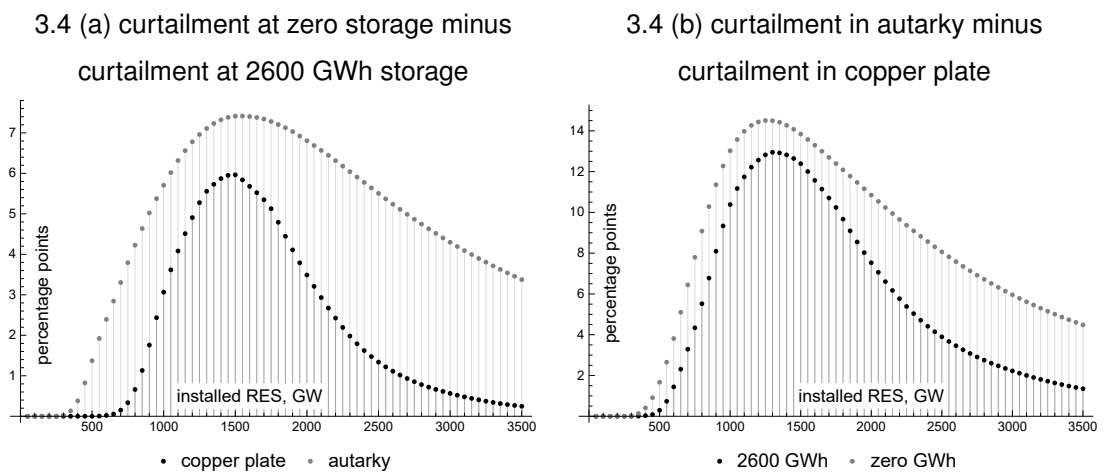 3.4 (a) curtailment at zero storage minus
curtailment at 2600 GWh storage
7
6
5
4
3
2
1
percentage points
installed RES, GW
500 1000 1500 2000 2500 3000 3500
• copper plate • autarky
3.4 (b) curtailment in autarky minus
curtailment in copper plate
14
12
10
8
6
4
2
percentage points
installed RES, GW
500 1000 1500 2000 2500 3000 3500
• 2600 GWh • zero GWh